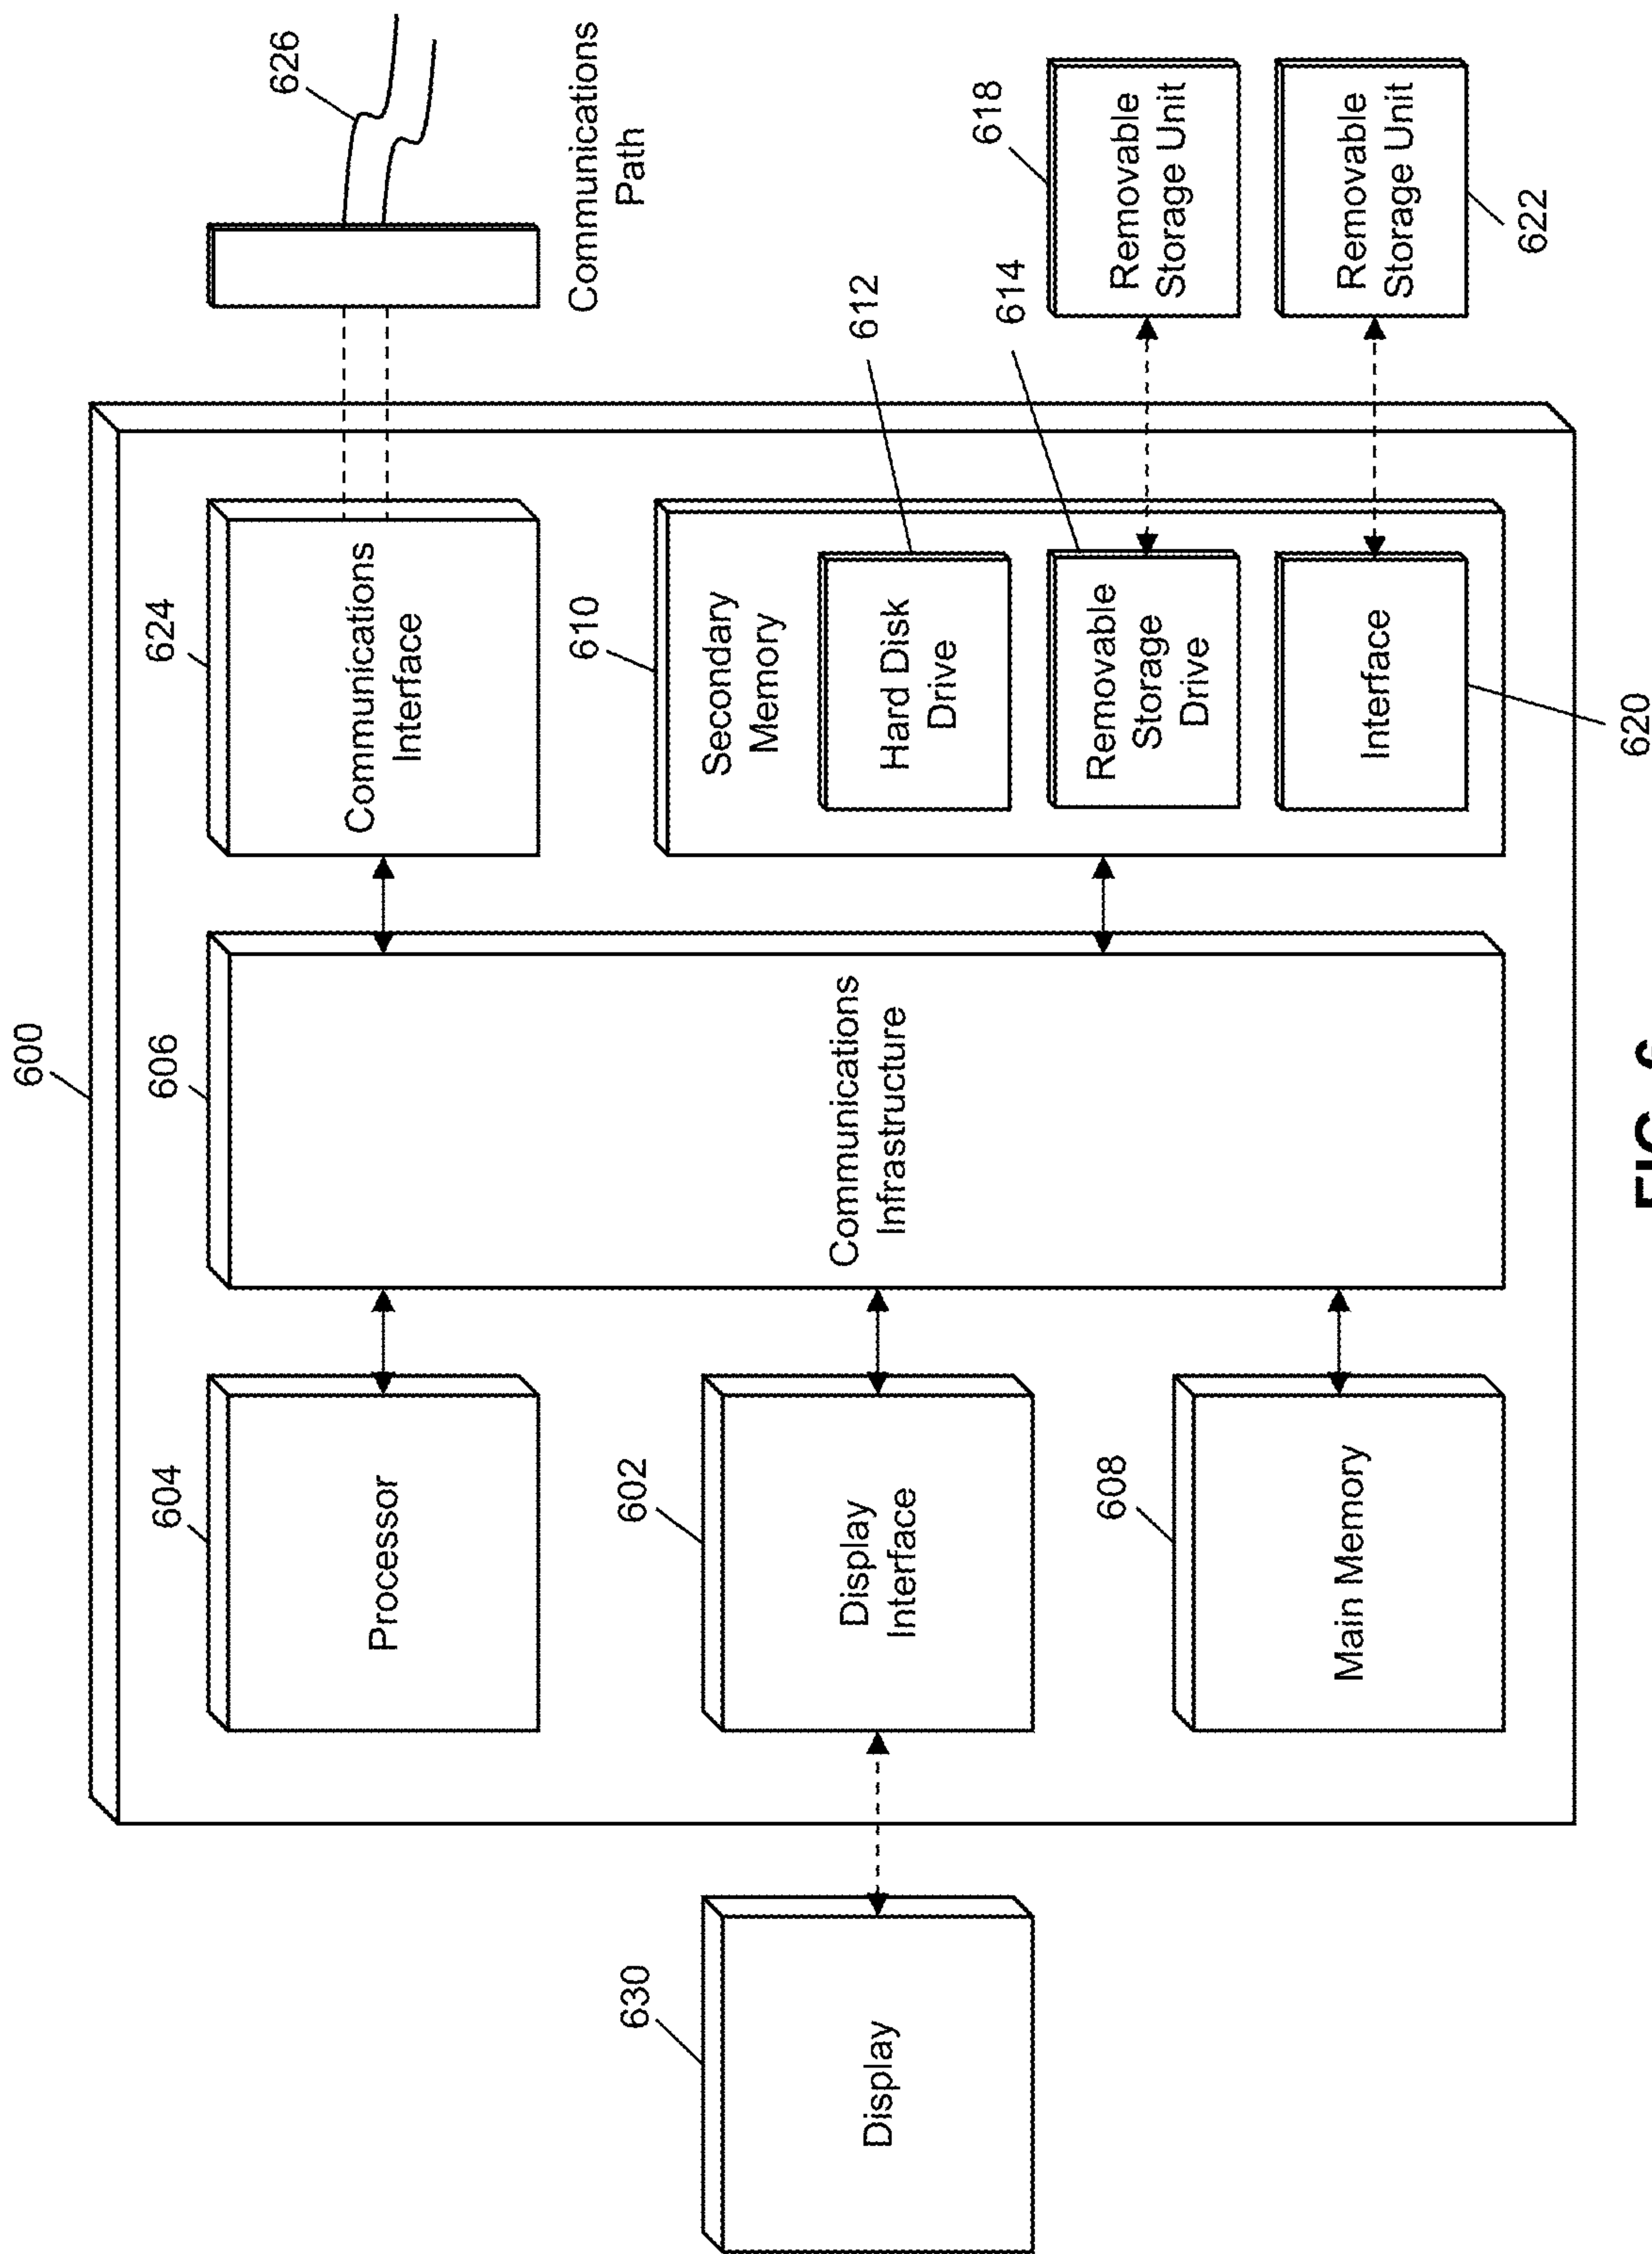 600
604
606
624
626
Processor
Communications
Interface
Communications
Path
630
602
610
Display
Display
Interface
Communications
Infrastructure
Secondary
Memory
612
Hard Disk
Drive
614
618
608
Removable
Storage
Drive
Removable
Storage Unit
Main Memory
Interface
Removable
Storage Unit
620
622
FIG